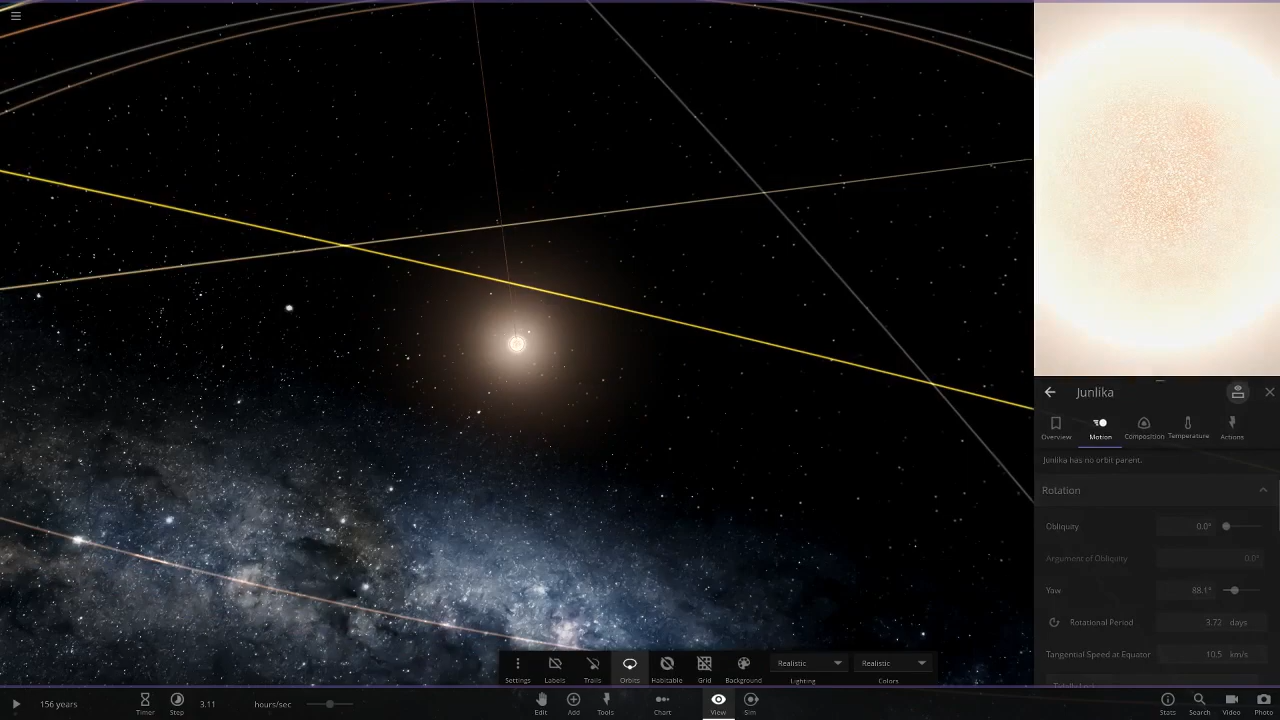 Junlika
Overview Motion Composition Temperature Actions
Junlika has no orbit parent.
Rotation
Obliquity 0.0°
Argument of Obliquity 0.0°
Yaw 88.1°
Rotational Period 3.72 days
Tangential Speed at Equator 10.5 km/s
Settings Labels Trails Orbits Habitable Grid Background
Realistic Realistic
Lighting Colors
156 years 3.11 hours/sec
Timer Step Edit Add Tools Chart View Sim Stats Search Video Photo